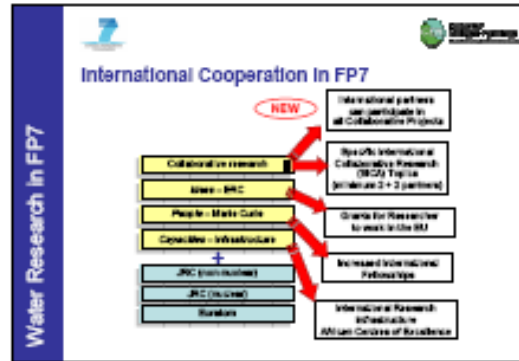 7
International Cooperation in FP7
NEW
International partners
can participate in
all Collaborative Projects
Collaborative research
Specific International
Collaborative Research
(SICA) Topics
(minimum 2 + 2 partners)
Ideas – ERC
People – Marie Curie
Grants for Researcher
to work in the EU
Capacities – Infrastructure
+
Increased International
Fellowships
JRC (non-nuclear)
JRC (nuclear)
Euratom
International Research
Infrastructure
African Centres of Excellence
Water Research in FP7